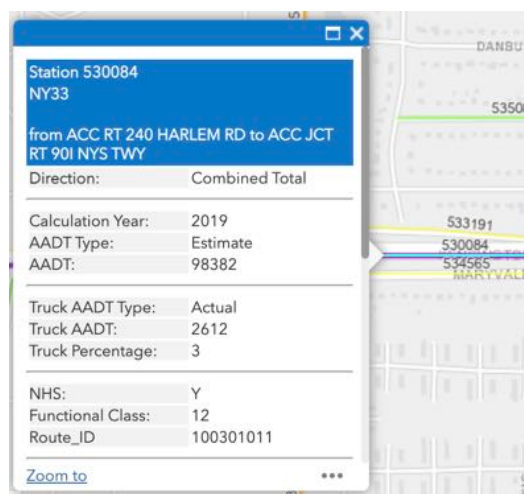 Station 530084
NY33
from ACC RT 240 HARLEM RD to ACC JCT
RT 90I NYS TWY
Direction: Combined Total
Calculation Year: 2019
AADT Type: Estimate
AADT: 98382
Truck AADT Type: Actual
Truck AADT: 2612
Truck Percentage: 3
NHS: Y
Functional Class: 12
Route_ID 100301011
Zoom to
DANBU
5350
533191
530084
534565
MARYVAL